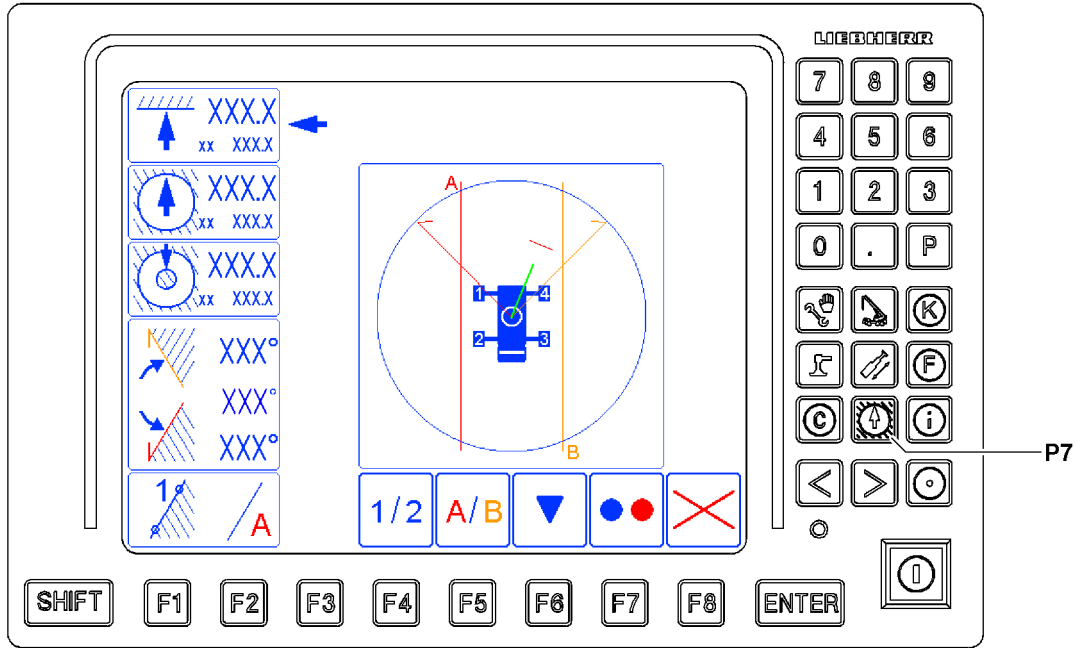 LIEBHERR
XXX.X
xx XXX.X
XXX.X
xx XXX.X
XXX.X
xx XXX.X
XXX°
XXX°
XXX°
1 A
A
B
1 4
2 3
1/2 A/B
7 8 9
4 5 6
1 2 3
0 . P
K
F
C i
< >
P7
SHIFT F1 F2 F3 F4 F5 F6 F7 F8 ENTER